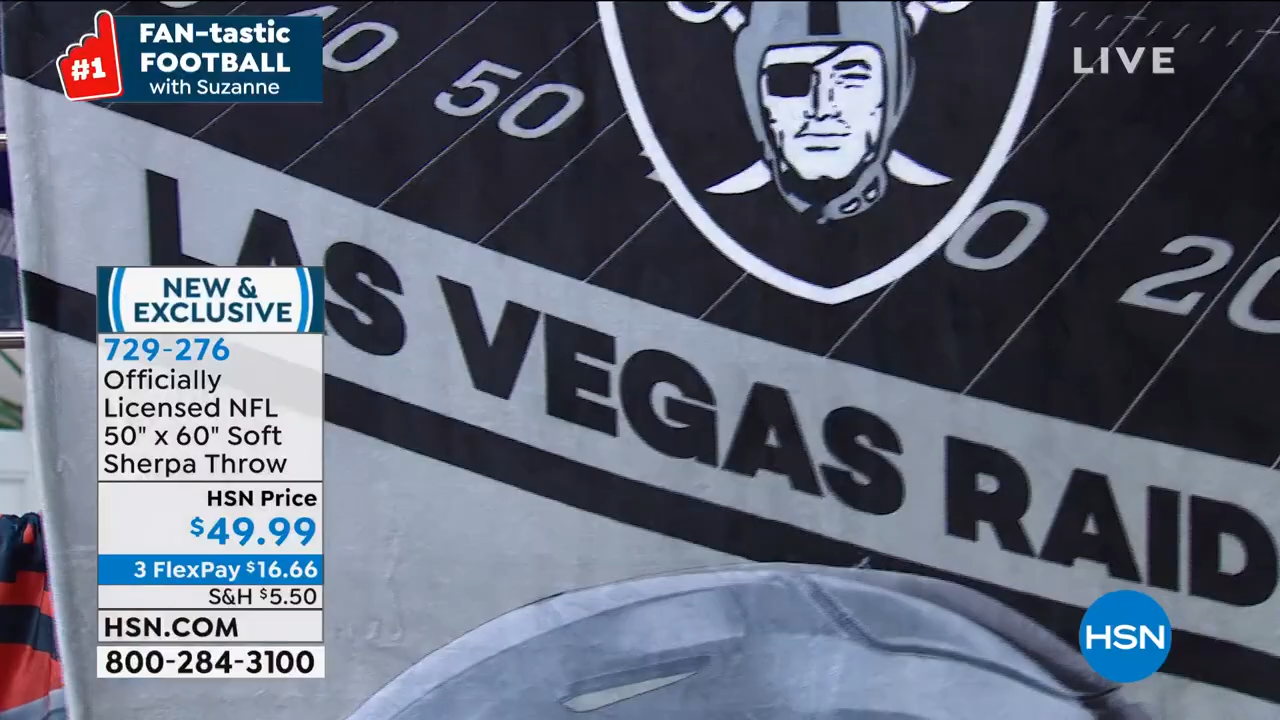 #1
FAN-tastic
FOOTBALL
with Suzanne
LIVE
50
20
LAS VEGAS RAID
NEW &
EXCLUSIVE
729-276
Officially
Licensed NFL
50" x 60" Soft
Sherpa Throw
HSN Price
$49.99
3 FlexPay $16.66
S&H $5.50
HSN.COM
800-284-3100
HSN